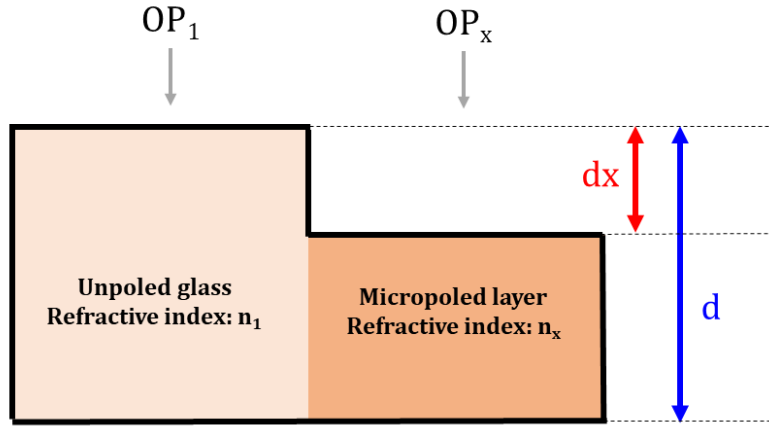 OP₁
OPₓ
dx
Unpoled glass
Refractive index: n₁
Micropoled layer
Refractive index: nₓ
d